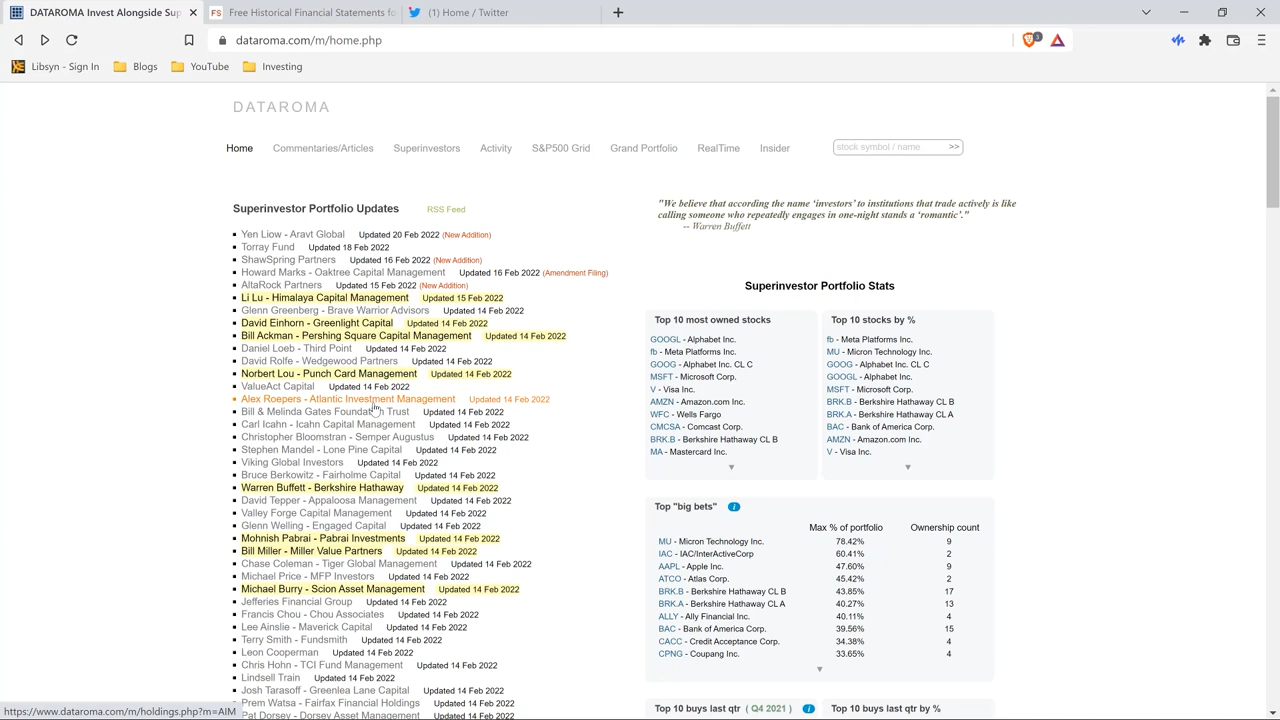 DATAROMA Invest Alongside Sup
Free Historical Financial Statements fo
(1) Home / Twitter
dataroma.com/m/home.php
3
Libsyn - Sign In
Blogs
YouTube
Investing
DATAROMA
Home
Commentaries/Articles
Superinvestors
Activity
S&P500 Grid
Grand Portfolio
RealTime
Insider
stock symbol / name >>
Superinvestor Portfolio Updates
RSS Feed
Yen Liow - Aravt Global Updated 20 Feb 2022 (New Addition)
Torray Fund Updated 18 Feb 2022
ShawSpring Partners Updated 16 Feb 2022 (New Addition)
Howard Marks - Oaktree Capital Management Updated 16 Feb 2022 (Amendment Filing)
AltaRock Partners Updated 15 Feb 2022 (New Addition)
Li Lu - Himalaya Capital Management Updated 15 Feb 2022
Glenn Greenberg - Brave Warrior Advisors Updated 14 Feb 2022
David Einhorn - Greenlight Capital Updated 14 Feb 2022
Bill Ackman - Pershing Square Capital Management Updated 14 Feb 2022
Daniel Loeb - Third Point Updated 14 Feb 2022
David Rolfe - Wedgewood Partners Updated 14 Feb 2022
Norbert Lou - Punch Card Management Updated 14 Feb 2022
ValueAct Capital Updated 14 Feb 2022
Alex Roepers - Atlantic Investment Management Updated 14 Feb 2022
Bill & Melinda Gates Foundation Trust Updated 14 Feb 2022
Carl Icahn - Icahn Capital Management Updated 14 Feb 2022
Christopher Bloomstran - Semper Augustus Updated 14 Feb 2022
Stephen Mandel - Lone Pine Capital Updated 14 Feb 2022
Viking Global Investors Updated 14 Feb 2022
Bruce Berkowitz - Fairholme Capital Updated 14 Feb 2022
Warren Buffett - Berkshire Hathaway Updated 14 Feb 2022
David Tepper - Appaloosa Management Updated 14 Feb 2022
Valley Forge Capital Management Updated 14 Feb 2022
Glenn Welling - Engaged Capital Updated 14 Feb 2022
Mohnish Pabrai - Pabrai Investments Updated 14 Feb 2022
Bill Miller - Miller Value Partners Updated 14 Feb 2022
Chase Coleman - Tiger Global Management Updated 14 Feb 2022
Michael Price - MFP Investors Updated 14 Feb 2022
Michael Burry - Scion Asset Management Updated 14 Feb 2022
Jefferies Financial Group Updated 14 Feb 2022
Francis Chou - Chou Associates Updated 14 Feb 2022
Lee Ainslie - Maverick Capital Updated 14 Feb 2022
Terry Smith - Fundsmith Updated 14 Feb 2022
Leon Cooperman Updated 14 Feb 2022
Chris Hohn - TCI Fund Management Updated 14 Feb 2022
Lindsell Train Updated 14 Feb 2022
Josh Tarasoff - Greenlea Lane Capital Updated 14 Feb 2022
Prem Watsa - Fairfax Financial Holdings Updated 14 Feb 2022
Pat Dorsey - Dorsey Asset Management Updated 14 Feb 2022
https://www.dataroma.com/m/holdings.php?m=AIM
"We believe that according the name 'investors' to institutions that trade actively is like
calling someone who repeatedly engages in one-night stands a 'romantic'."
-- Warren Buffett
Superinvestor Portfolio Stats
Top 10 most owned stocks
GOOGL - Alphabet Inc.
fb - Meta Platforms Inc.
GOOG - Alphabet Inc. CL C
MSFT - Microsoft Corp.
V - Visa Inc.
AMZN - Amazon.com Inc.
WFC - Wells Fargo
CMCSA - Comcast Corp.
BRK.B - Berkshire Hathaway CL B
MA - Mastercard Inc.
Top 10 stocks by %
fb - Meta Platforms Inc.
MU - Micron Technology Inc.
GOOG - Alphabet Inc. CL C
GOOGL - Alphabet Inc.
MSFT - Microsoft Corp.
BRK.B - Berkshire Hathaway CL B
BRK.A - Berkshire Hathaway CL A
BAC - Bank of America Corp.
AMZN - Amazon.com Inc.
V - Visa Inc.
Top "big bets" i
Max % of portfolio Ownership count
MU - Micron Technology Inc. 78.42% 9
IAC - IAC/InterActiveCorp 60.41% 2
AAPL - Apple Inc. 47.60% 9
ATCO - Atlas Corp. 45.42% 2
BRK.B - Berkshire Hathaway CL B 43.85% 17
BRK.A - Berkshire Hathaway CL A 40.27% 13
ALLY - Ally Financial Inc. 40.11% 4
BAC - Bank of America Corp. 39.56% 15
CACC - Credit Acceptance Corp. 34.38% 4
CPNG - Coupang Inc. 33.65% 4
Top 10 buys last qtr ( Q4 2021 ) i
Top 10 buys last qtr by %